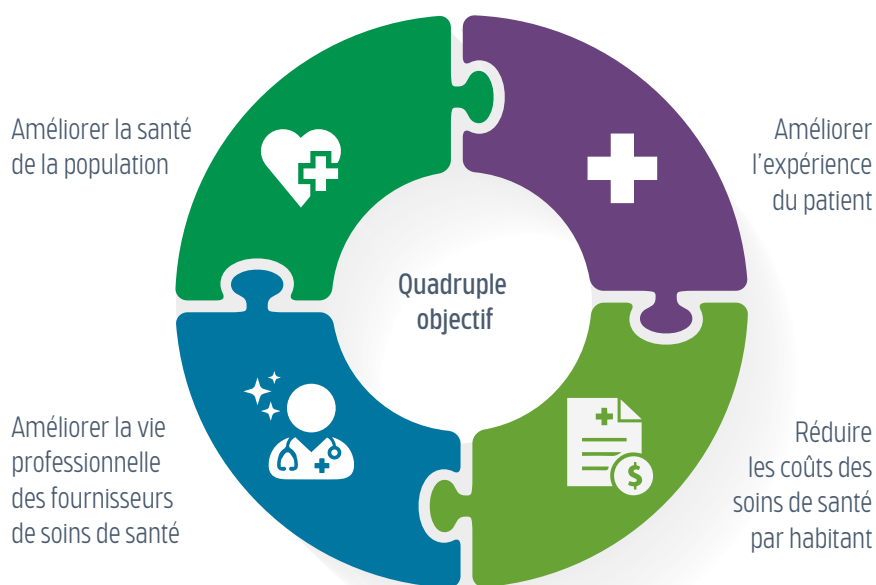 Améliorer la santé
de la population
Améliorer
l'expérience
du patient
Quadruple
objectif
Améliorer la vie
professionnelle
des fournisseurs
de soins de santé
Réduire
les coûts des
soins de santé
par habitant
$